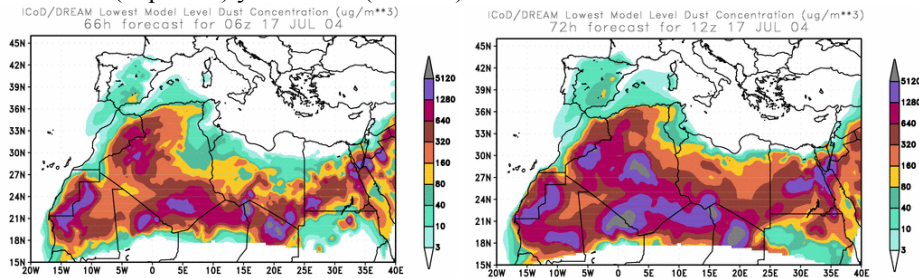 ICoD/DREAM Lowest Model Level Dust Concentration (ug/m**3)
66h forecast for 06z 17 JUL 04
45N
42N
39N
36N
33N
30N
27N
24N
21N
18N
15N
20W 15W 10W 5W 0 5E 10E 15E 20E 25E 30E 35E 40E
5120
1280
640
320
160
80
40
10
3
ICoD/DREAM Lowest Model Level Dust Concentration (ug/m**3)
72h forecast for 12z 17 JUL 04
45N
42N
39N
36N
33N
30N
27N
24N
21N
18N
15N
20W 15W 10W 5W 0 5E 10E 15E 20E 25E 30E 35E 40E
5120
1280
640
320
160
80
40
10
3